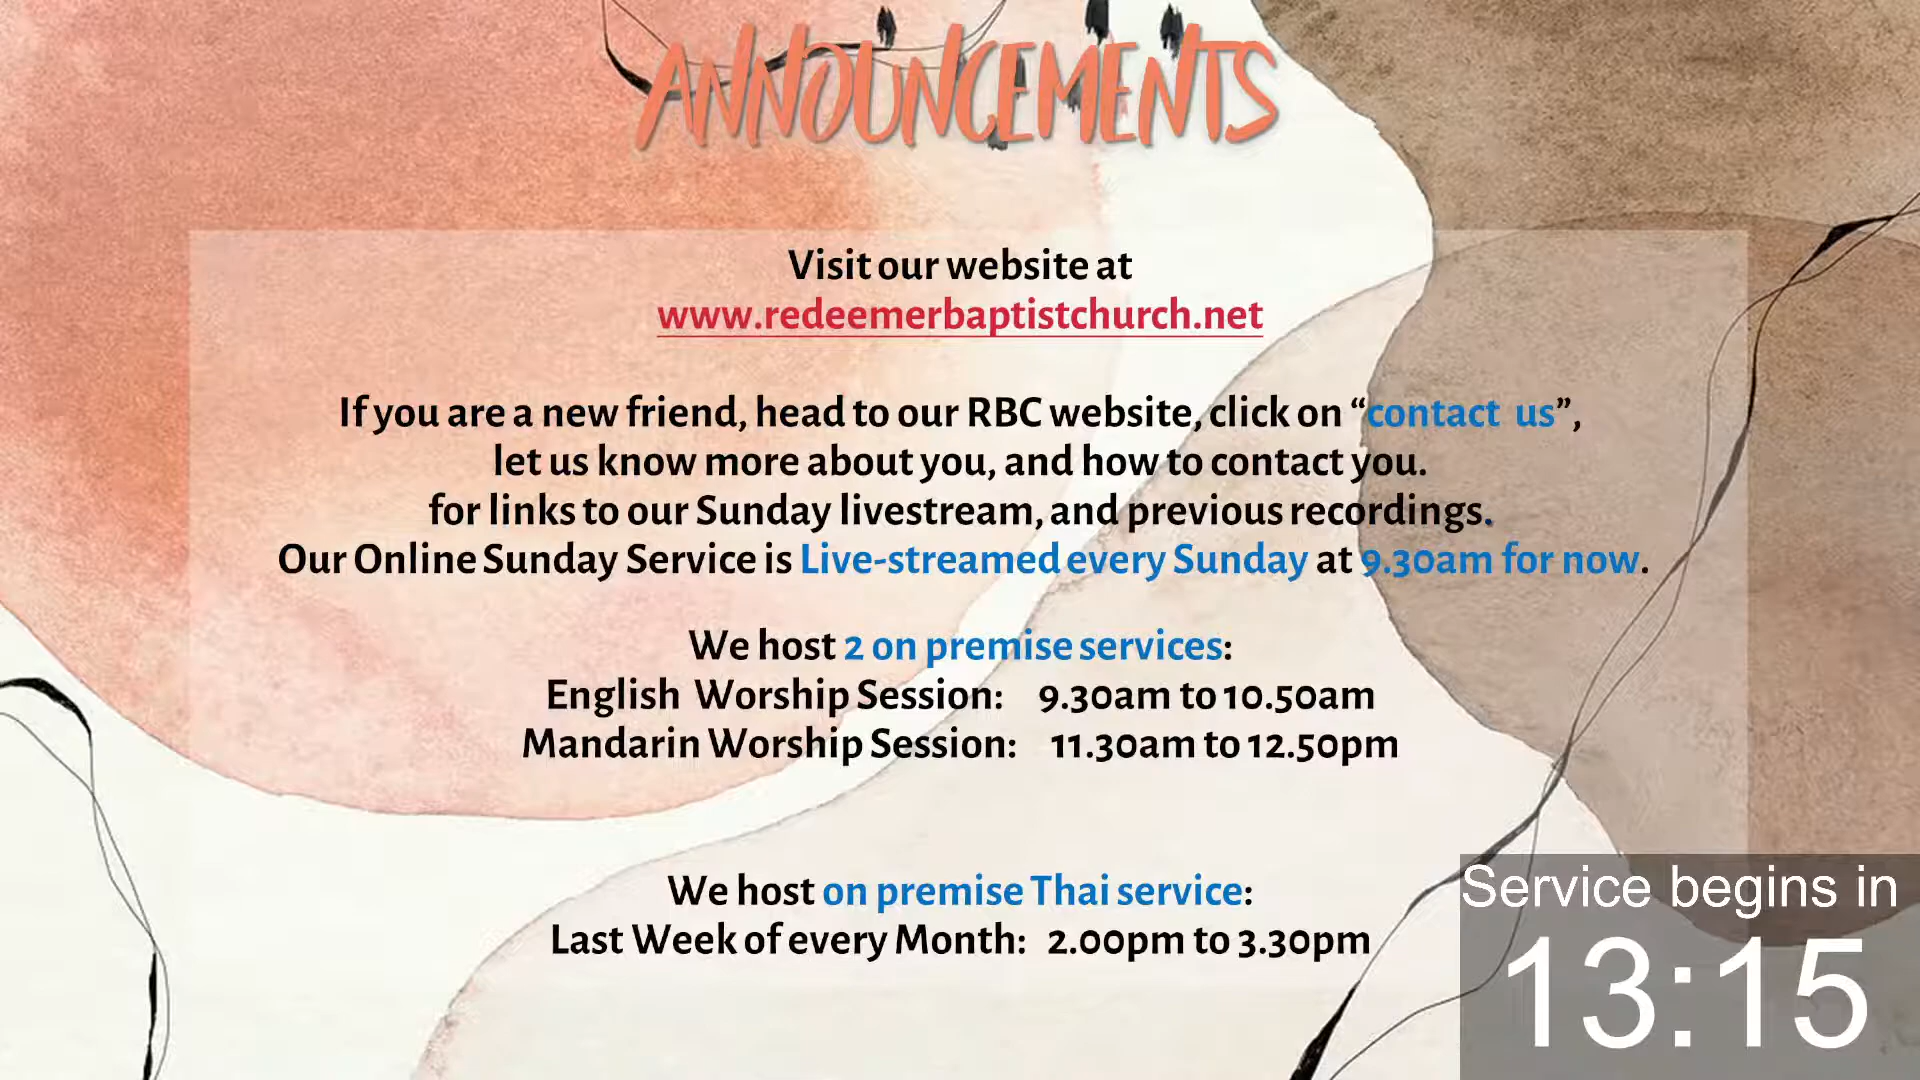 ANNOUNCEMENTS
Visit our website at
www.redeemerbaptistchurch.net
If you are a new friend, head to our RBC website, click on “contact us”,
let us know more about you, and how to contact you.
for links to our Sunday livestream, and previous recordings.
Our Online Sunday Service is Live-streamed every Sunday at 9.30am for now.
We host 2 on premise services:
English Worship Session: 9.30am to 10.50am
Mandarin Worship Session: 11.30am to 12.50pm
We host on premise Thai service:
Last Week of every Month: 2.00pm to 3.30pm
Service begins in
13:15